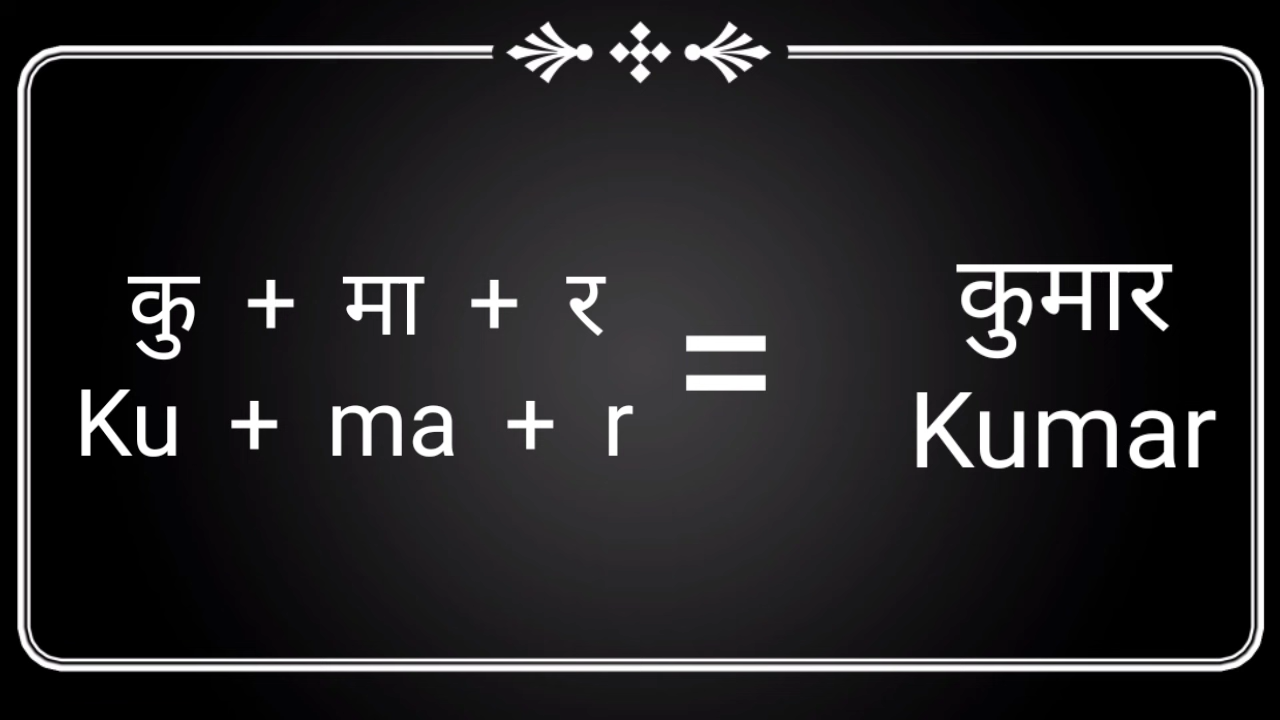 कु + मा + र = कुमार
Ku + ma + r = Kumar